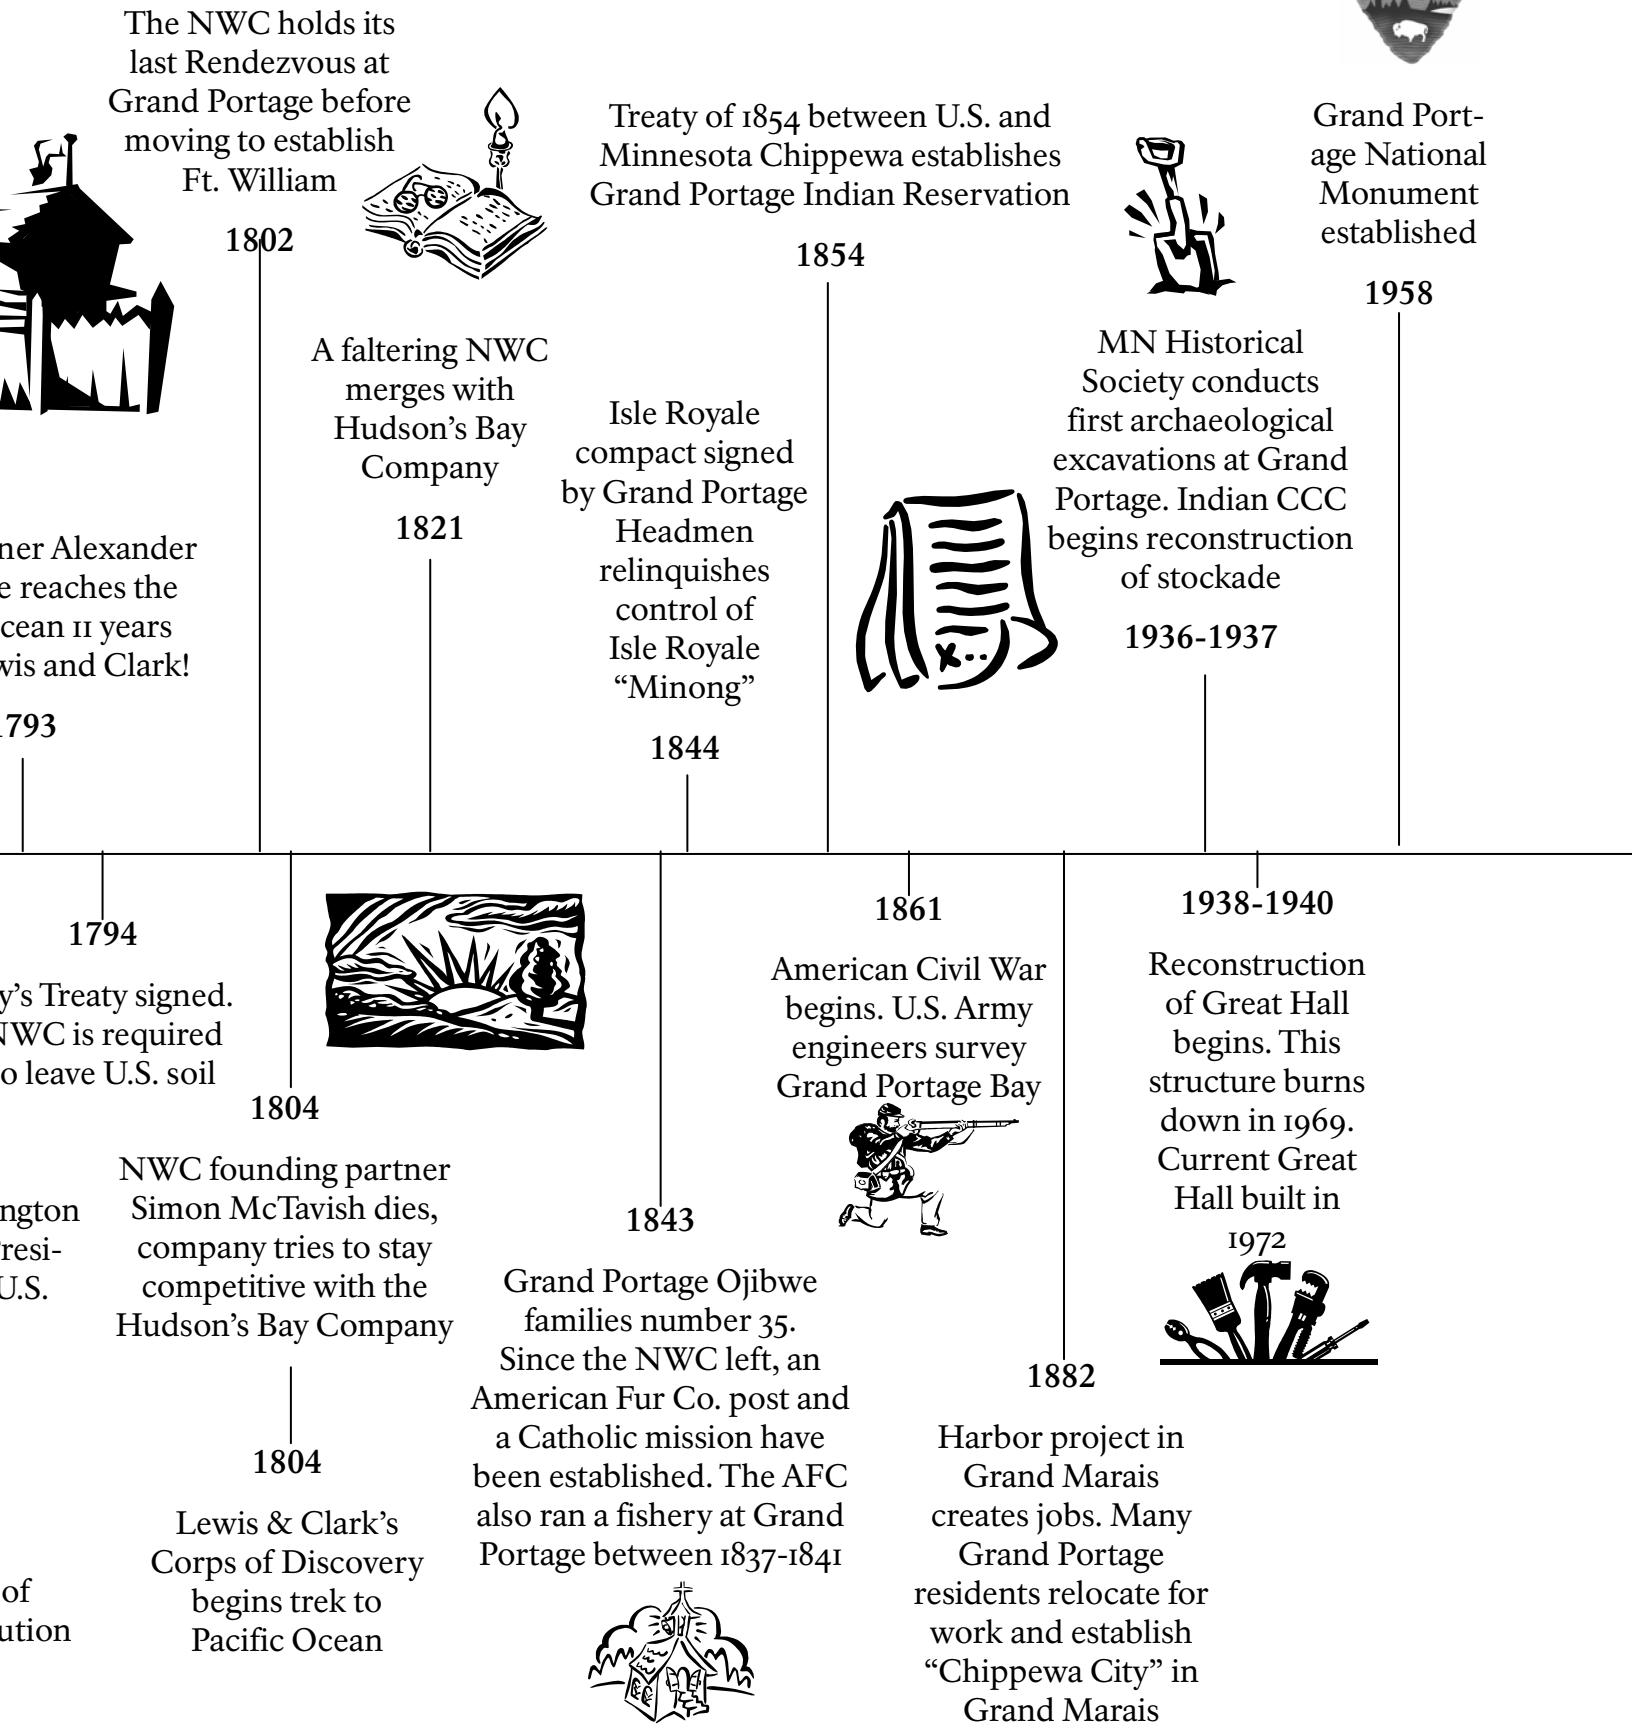 The NWC holds its
last Rendezvous at
Grand Portage before
moving to establish
Ft. William
1802
Treaty of 1854 between U.S. and
Minnesota Chippewa establishes
Grand Portage Indian Reservation
1854
Grand Port-
age National
Monument
established
1958
A faltering NWC
merges with
Hudson's Bay
Company
1821
Isle Royale
compact signed
by Grand Portage
Headmen
relinquishes
control of
Isle Royale
“Minong”
1844
MN Historical
Society conducts
first archaeological
excavations at Grand
Portage. Indian CCC
begins reconstruction
of stockade
1936-1937
ner Alexander
e reaches the
cean 11 years
wis and Clark!
1793
1794
y’s Treaty signed.
NWC is required
o leave U.S. soil
1804
NWC founding partner
Simon McTavish dies,
company tries to stay
competitive with the
Hudson’s Bay Company
1804
Lewis & Clark’s
Corps of Discovery
begins trek to
Pacific Ocean
ngton
resi-
U.S.
of
ution
1843
Grand Portage Ojibwe
families number 35.
Since the NWC left, an
American Fur Co. post and
a Catholic mission have
been established. The AFC
also ran a fishery at Grand
Portage between 1837-1841
1861
American Civil War
begins. U.S. Army
engineers survey
Grand Portage Bay
1882
Harbor project in
Grand Marais
creates jobs. Many
Grand Portage
residents relocate for
work and establish
“Chippewa City” in
Grand Marais
1938-1940
Reconstruction
of Great Hall
begins. This
structure burns
down in 1969.
Current Great
Hall built in
1972